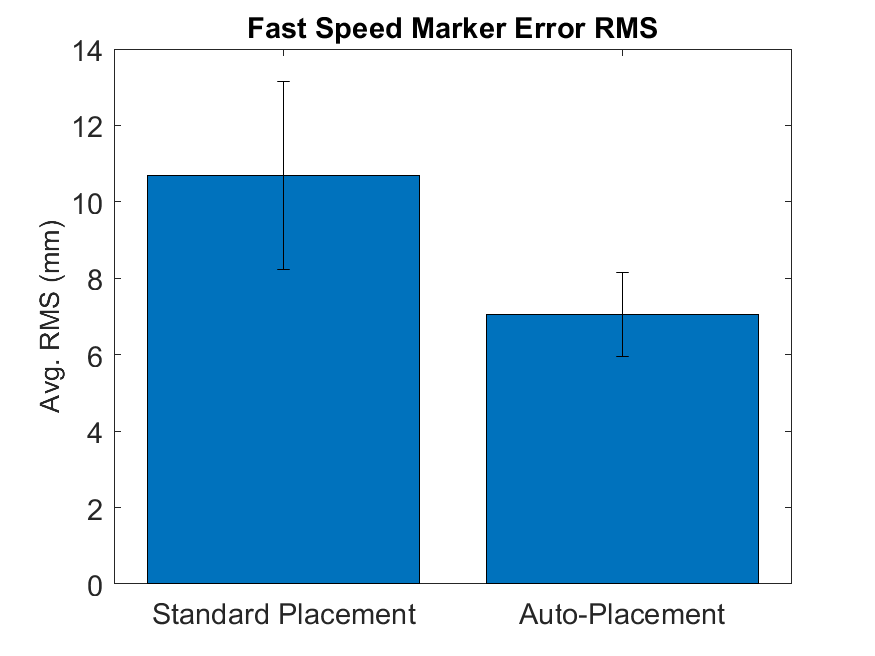 Fast Speed Marker Error RMS
14
12
10
8
6
4
2
0
Avg. RMS (mm)
Standard Placement
Auto-Placement